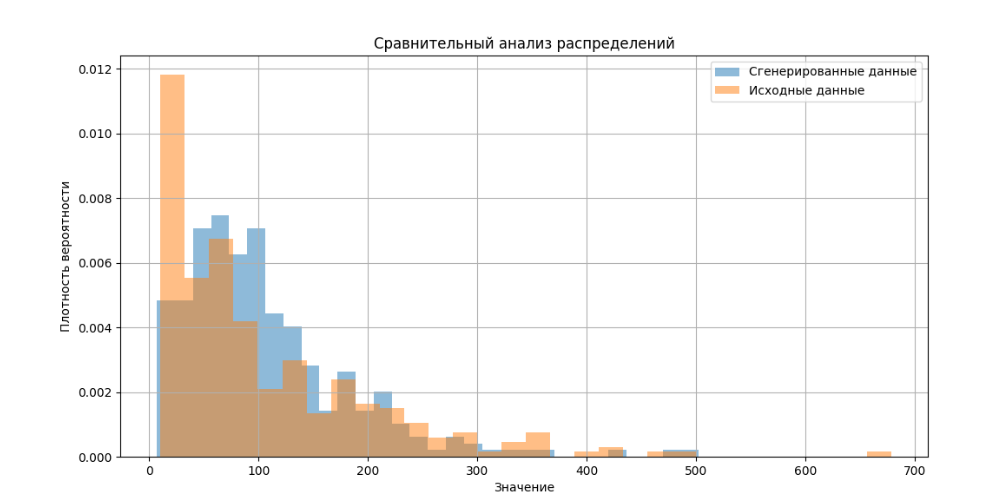 Сравнительный анализ распределений
Сгенерированные данные
Исходные данные
Плотность вероятности
0.012
0.010
0.008
0.006
0.004
0.002
0.000
0 100 200 300 400 500 600 700
Значение